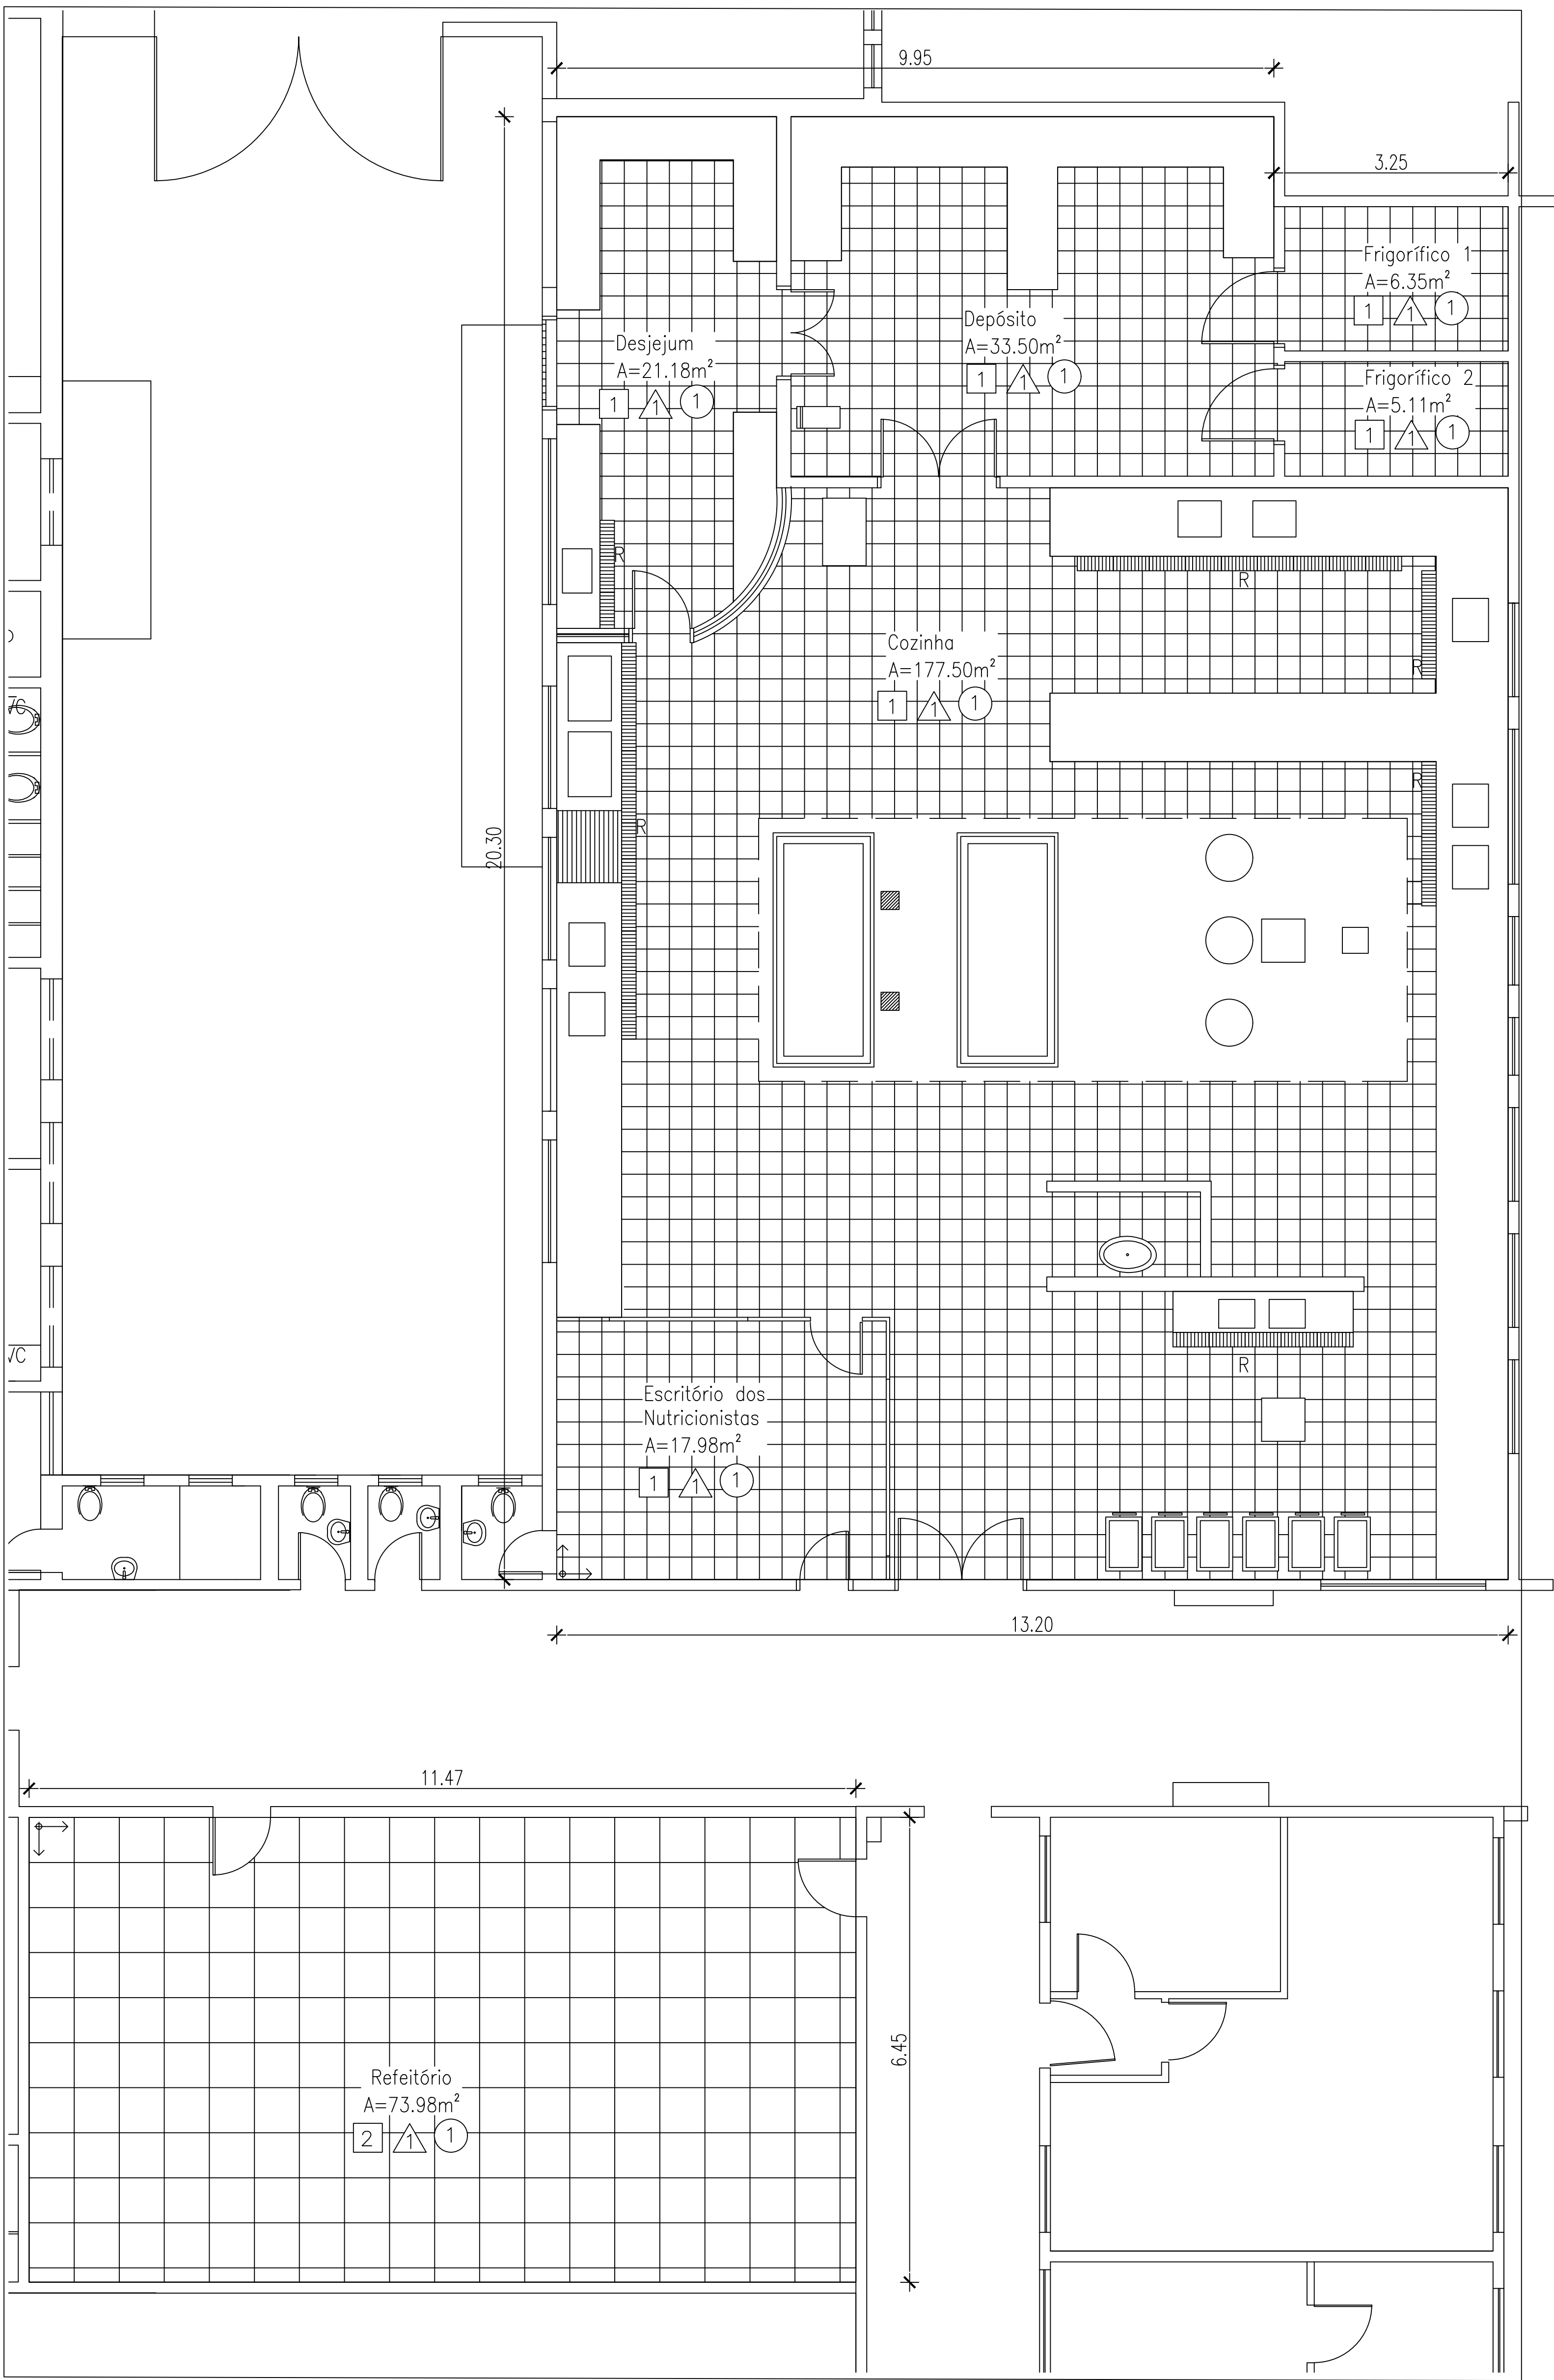 9.95
3.25
Frigorífico 1
A=6.35m²
1 1 1
Depósito
A=33.50m²
1 1 1
Desjejum
A=21.18m²
1 1 1
Frigorífico 2
A=5.11m²
1 1 1
R
R
Cozinha
A=177.50m²
1 1 1
R
R
R
20.30
R
Escritório dos
Nutricionistas
A=17.98m²
1 1 1
13.20
11.47
6.45
Refeitório
A=73.98m²
2 1 1